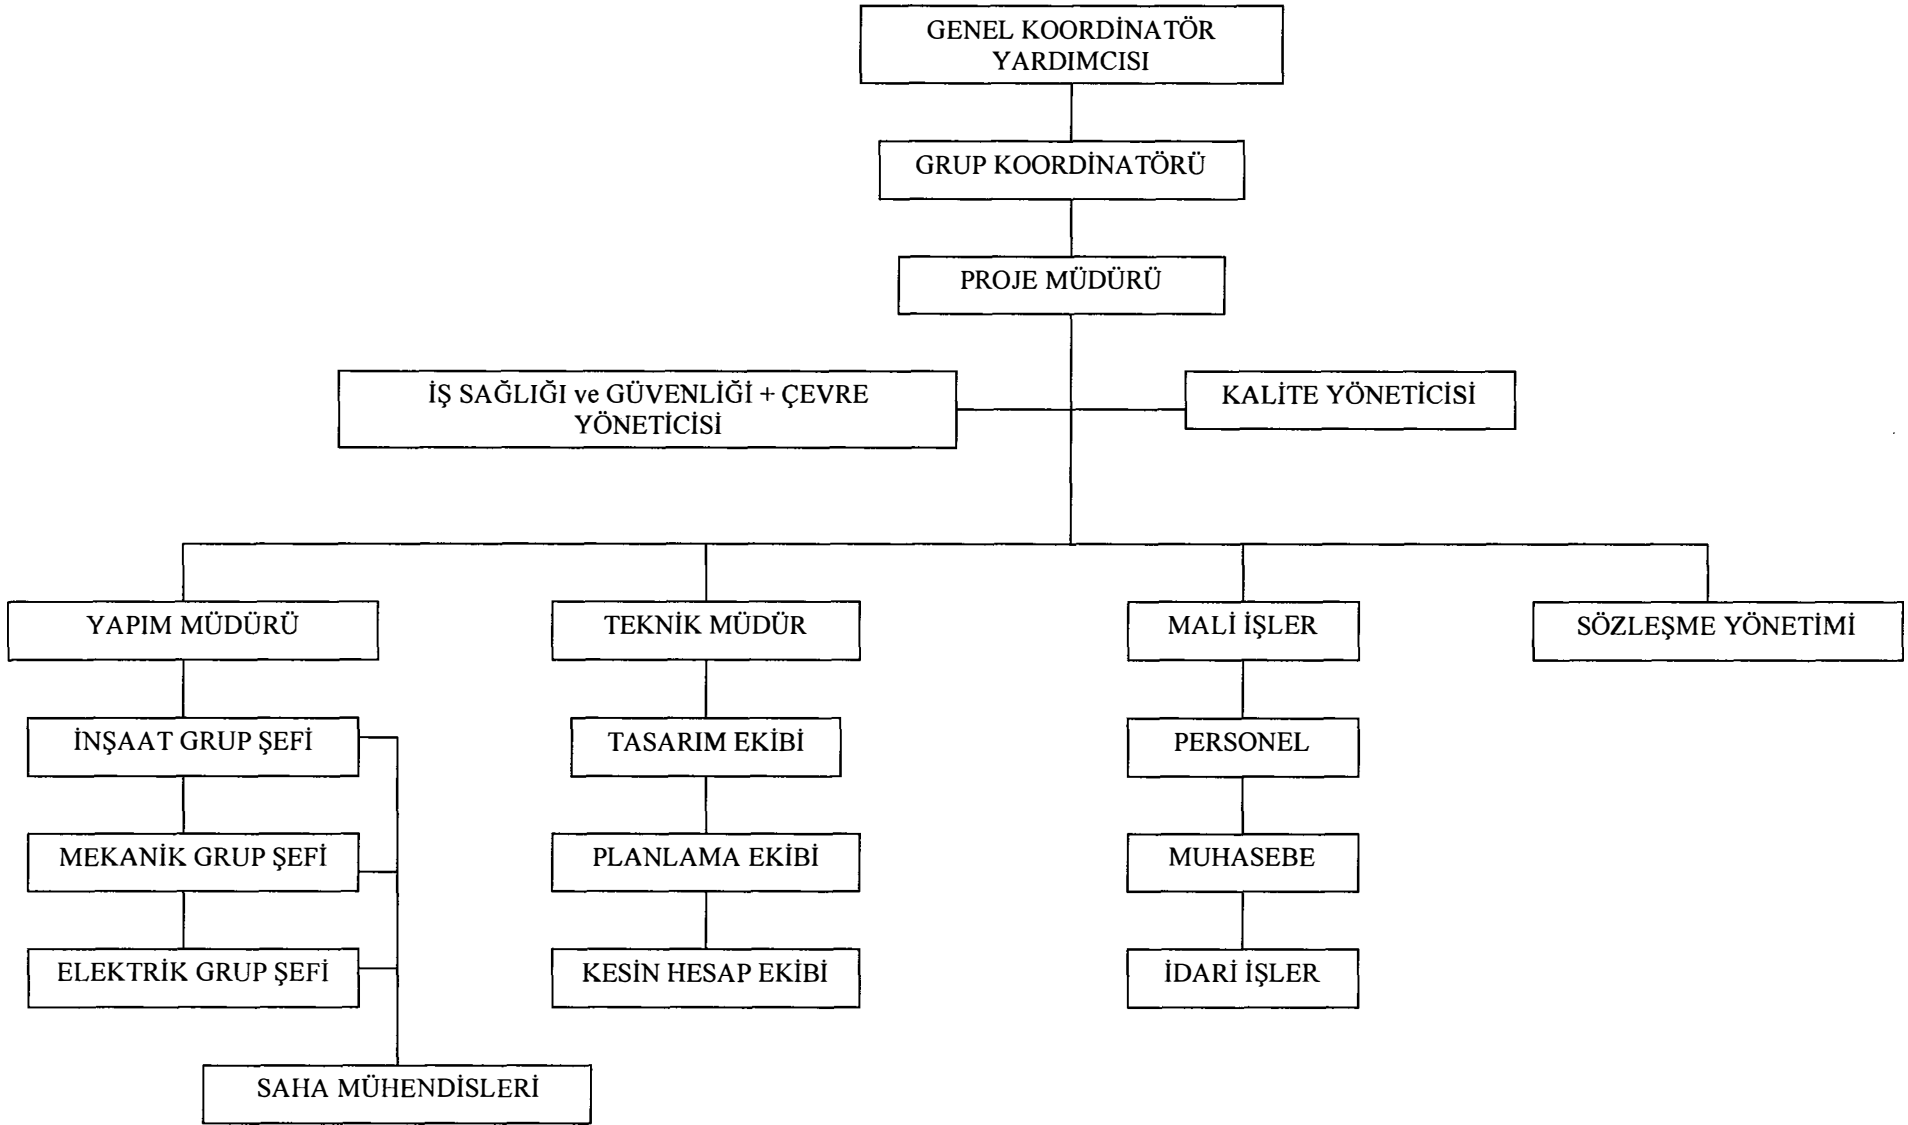 GENEL KOORDİNATÖR
YARDIMCISI
GRUP KOORDİNATÖRÜ
PROJE MÜDÜRÜ
İŞ SAĞLIĞI ve GÜVENLİĞİ + ÇEVRE
YÖNETİCİSİ
KALİTE YÖNETİCİSİ
YAPIM MÜDÜRÜ
TEKNİK MÜDÜR
MALİ İŞLER
SÖZLEŞME YÖNETİMİ
İNŞAAT GRUP ŞEFİ
TASARIM EKİBİ
PERSONEL
MEKANİK GRUP ŞEFİ
PLANLAMA EKİBİ
MUHASEBE
ELEKTRİK GRUP ŞEFİ
KESİN HESAP EKİBİ
İDARİ İŞLER
SAHA MÜHENDİSLERİ